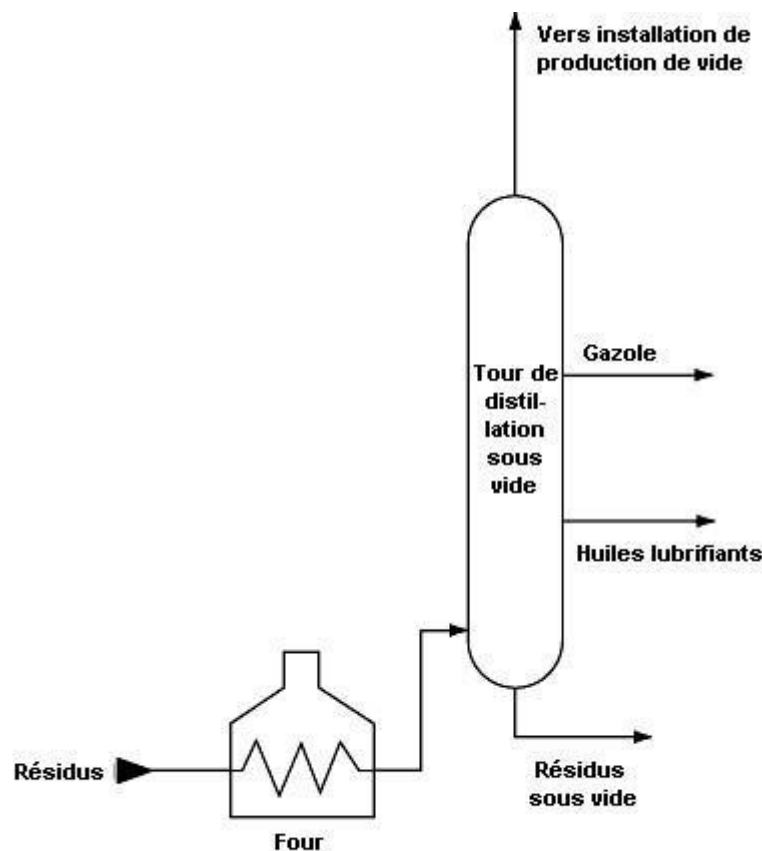 Vers installation de
production de vide
Gazole
Tour de
distil-
lation
sous
vide
Huiles lubrifiants
Résidus
Four
Résidus
sous vide